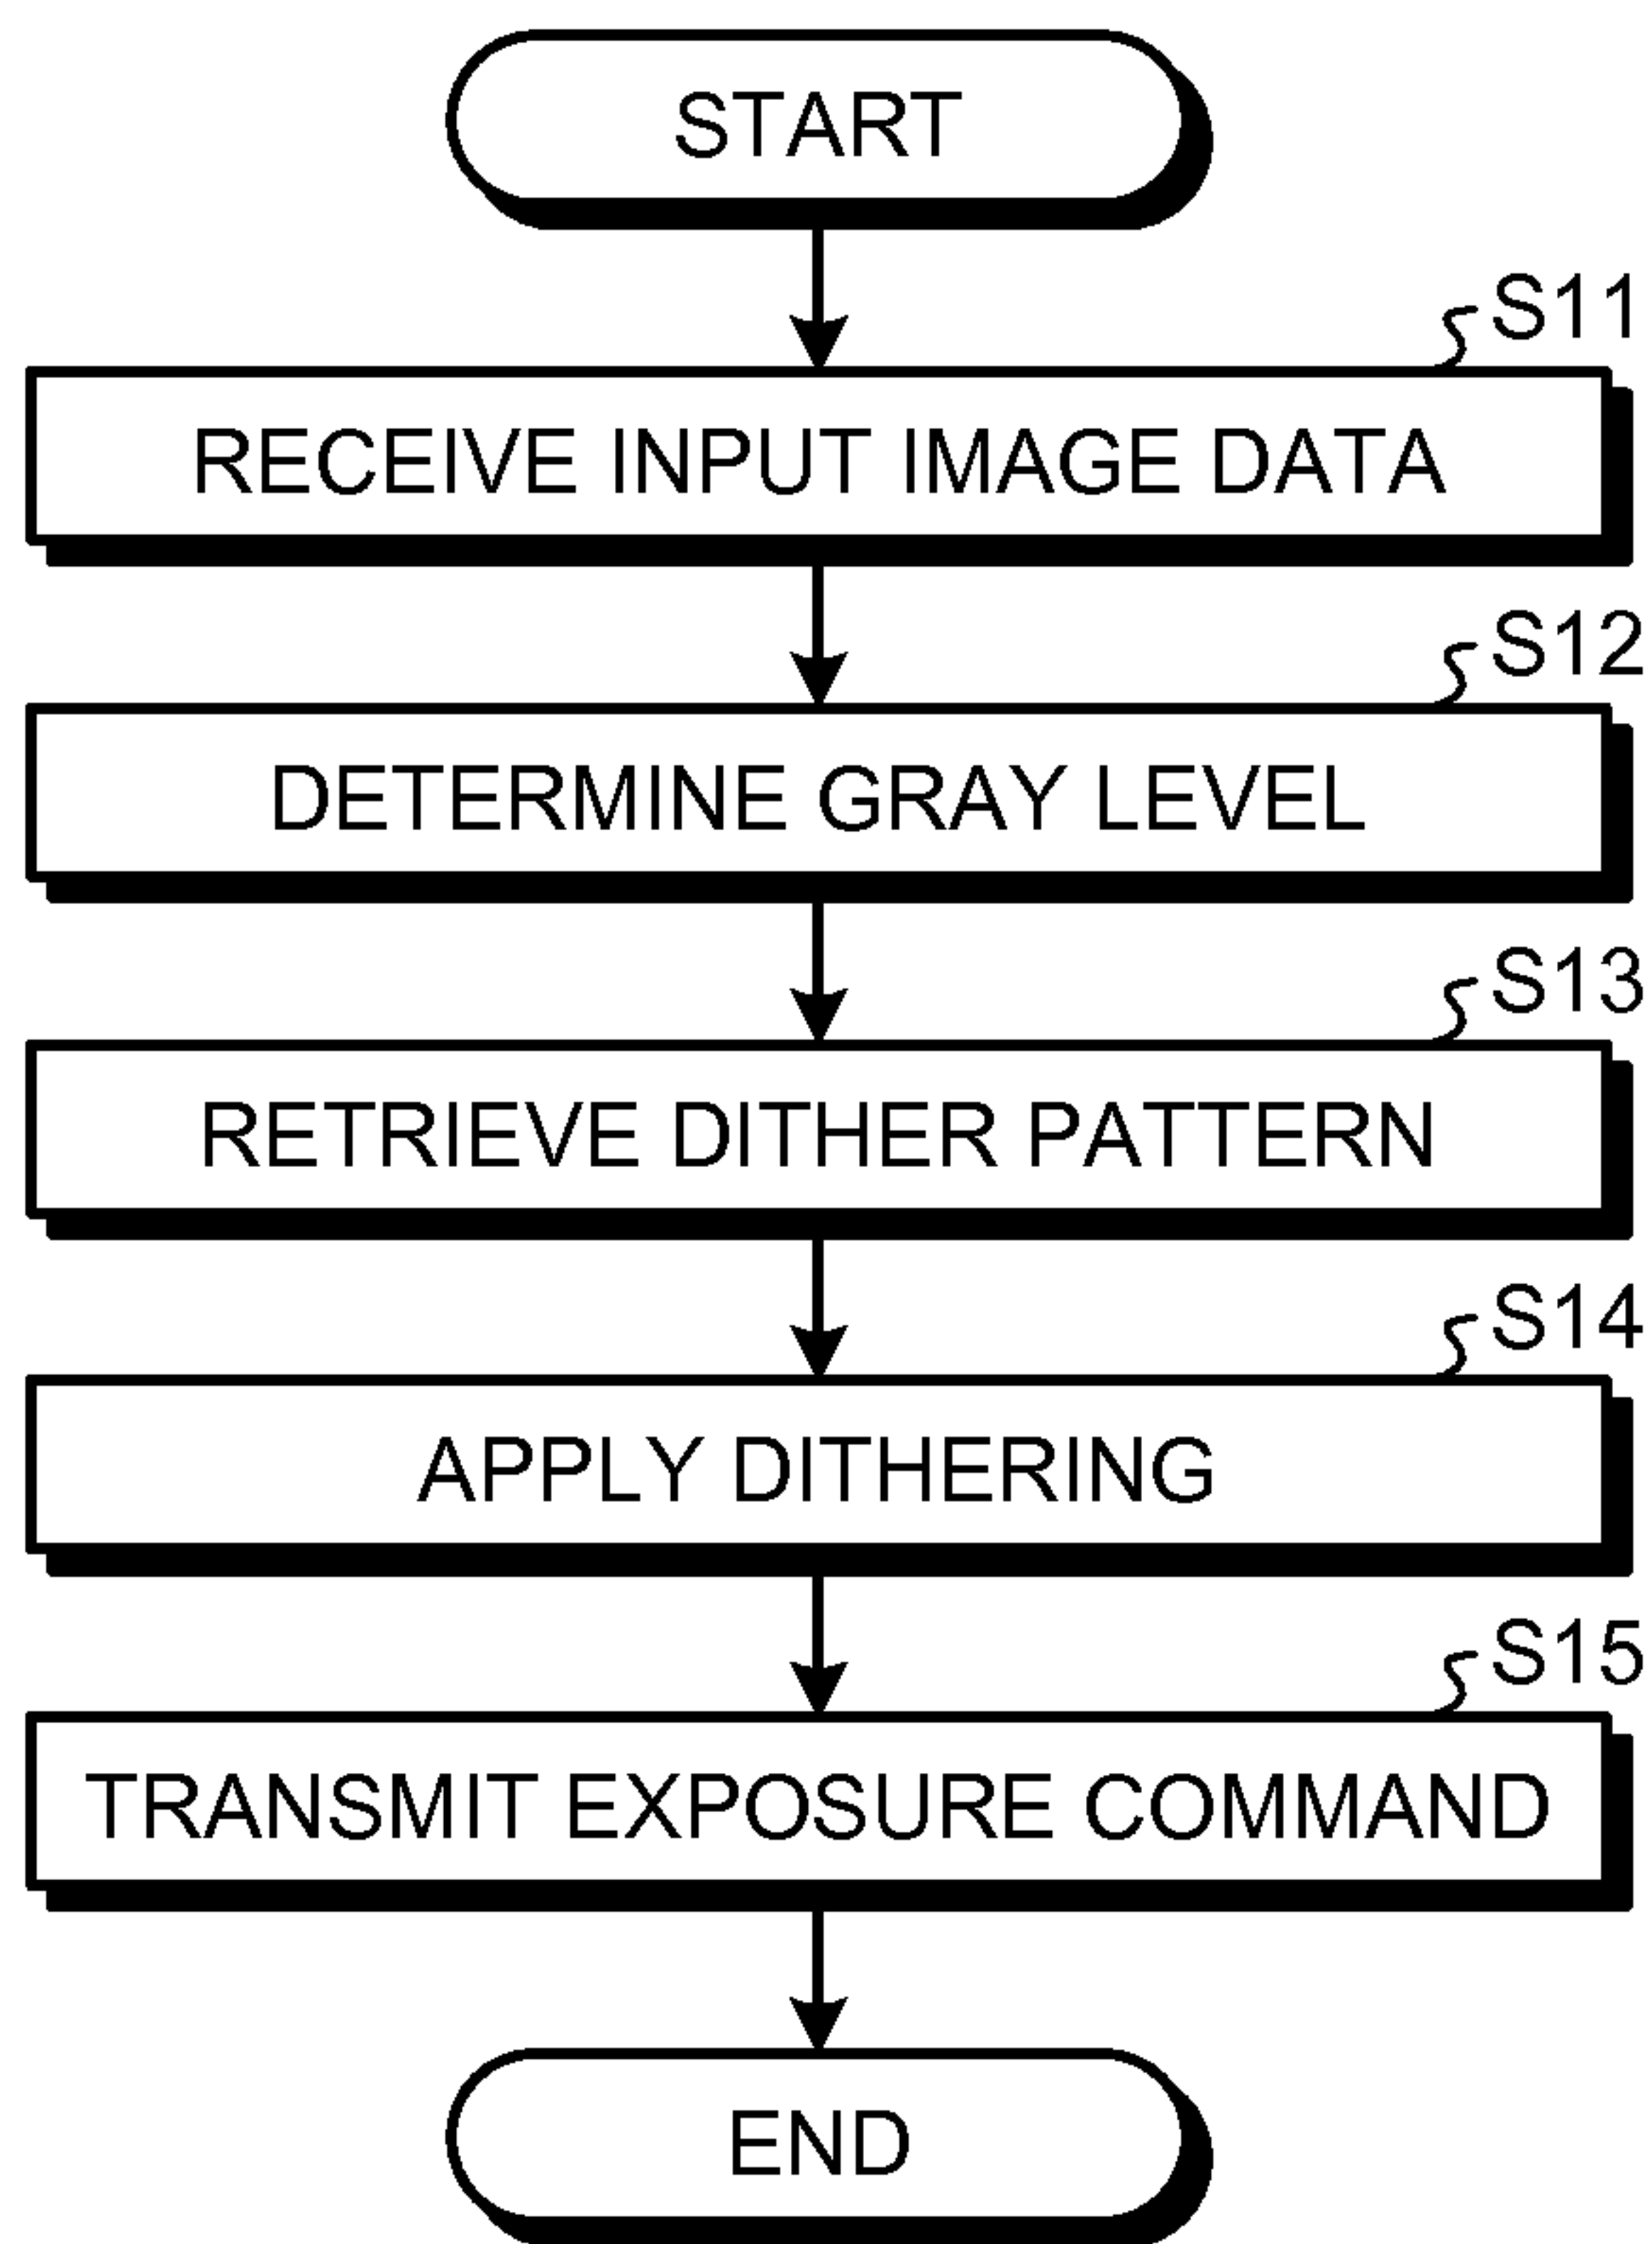 START
S11
RECEIVE INPUT IMAGE DATA
S12
DETERMINE GRAY LEVEL
S13
RETRIEVE DITHER PATTERN
S14
APPLY DITHERING
S15
TRANSMIT EXPOSURE COMMAND
END